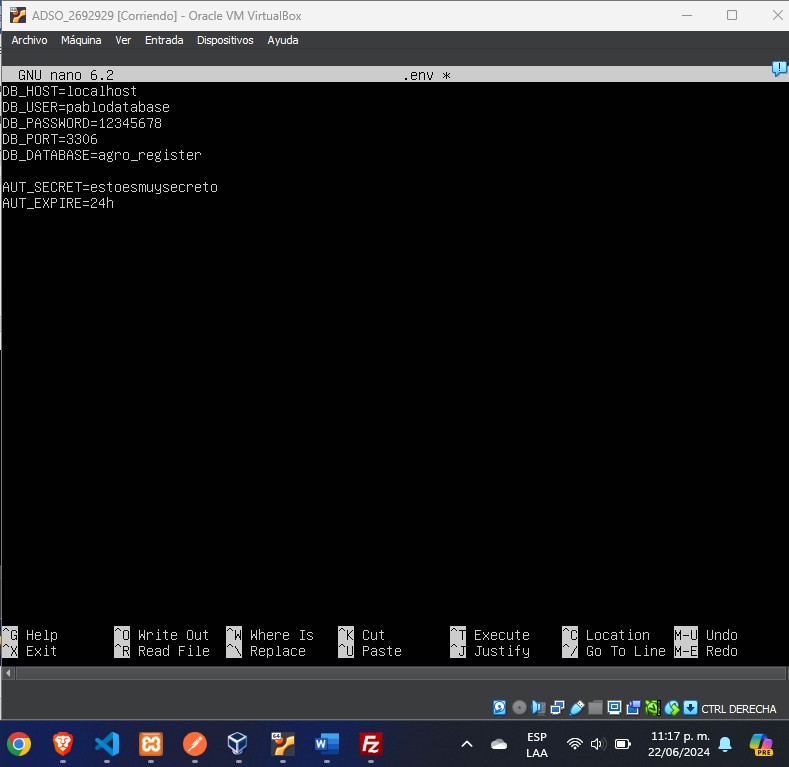 ADSO_2692929 [Corriendo] - Oracle VM VirtualBox
Archivo Máquina Ver Entrada Dispositivos Ayuda
GNU nano 6.2 .env *
DB_HOST=localhost
DB_USER=pablodatabase
DB_PASSWORD=12345678
DB_PORT=3306
DB_DATABASE=agro_register
AUT_SECRET=estoesmuysecreto
AUT_EXPIRE=24h
^G Help ^O Write Out ^W Where Is ^K Cut ^T Execute ^C Location M-U Undo
^X Exit ^R Read File ^\ Replace ^U Paste ^J Justify ^/ Go To Line M-E Redo
CTRL DERECHA
ESP 11:17 p. m.
LAA 22/06/2024
PRE